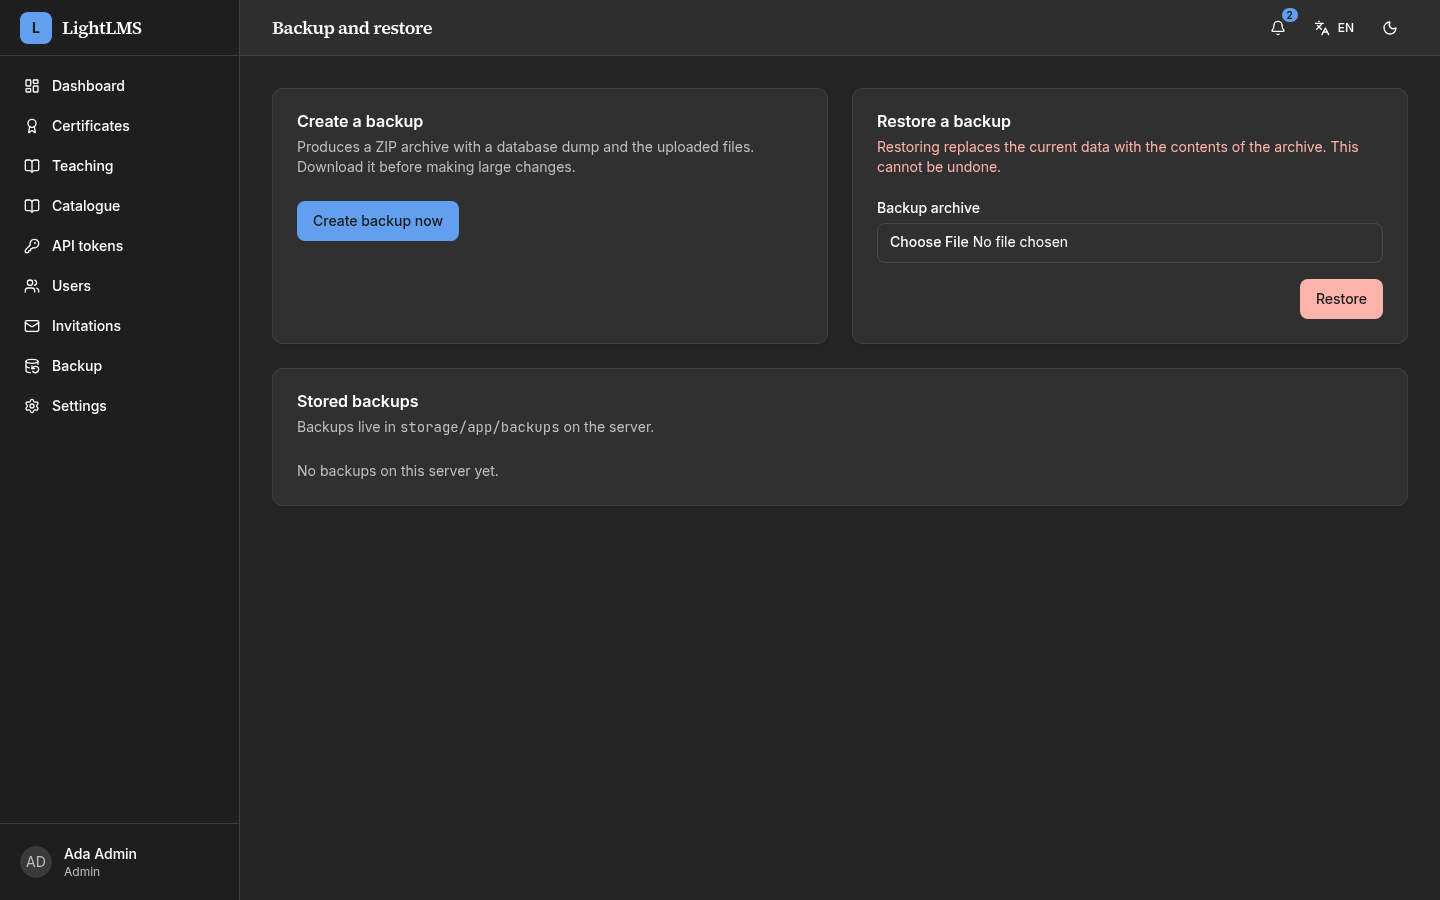 L LightLMS
Dashboard
Certificates
Teaching
Catalogue
API tokens
Users
Invitations
Backup
Settings
AD
Ada Admin
Admin
Backup and restore
2
EN
Create a backup
Produces a ZIP archive with a database dump and the uploaded files.
Download it before making large changes.
Create backup now
Restore a backup
Restoring replaces the current data with the contents of the archive. This
cannot be undone.
Backup archive
Choose File No file chosen
Restore
Stored backups
Backups live in storage/app/backups on the server.
No backups on this server yet.